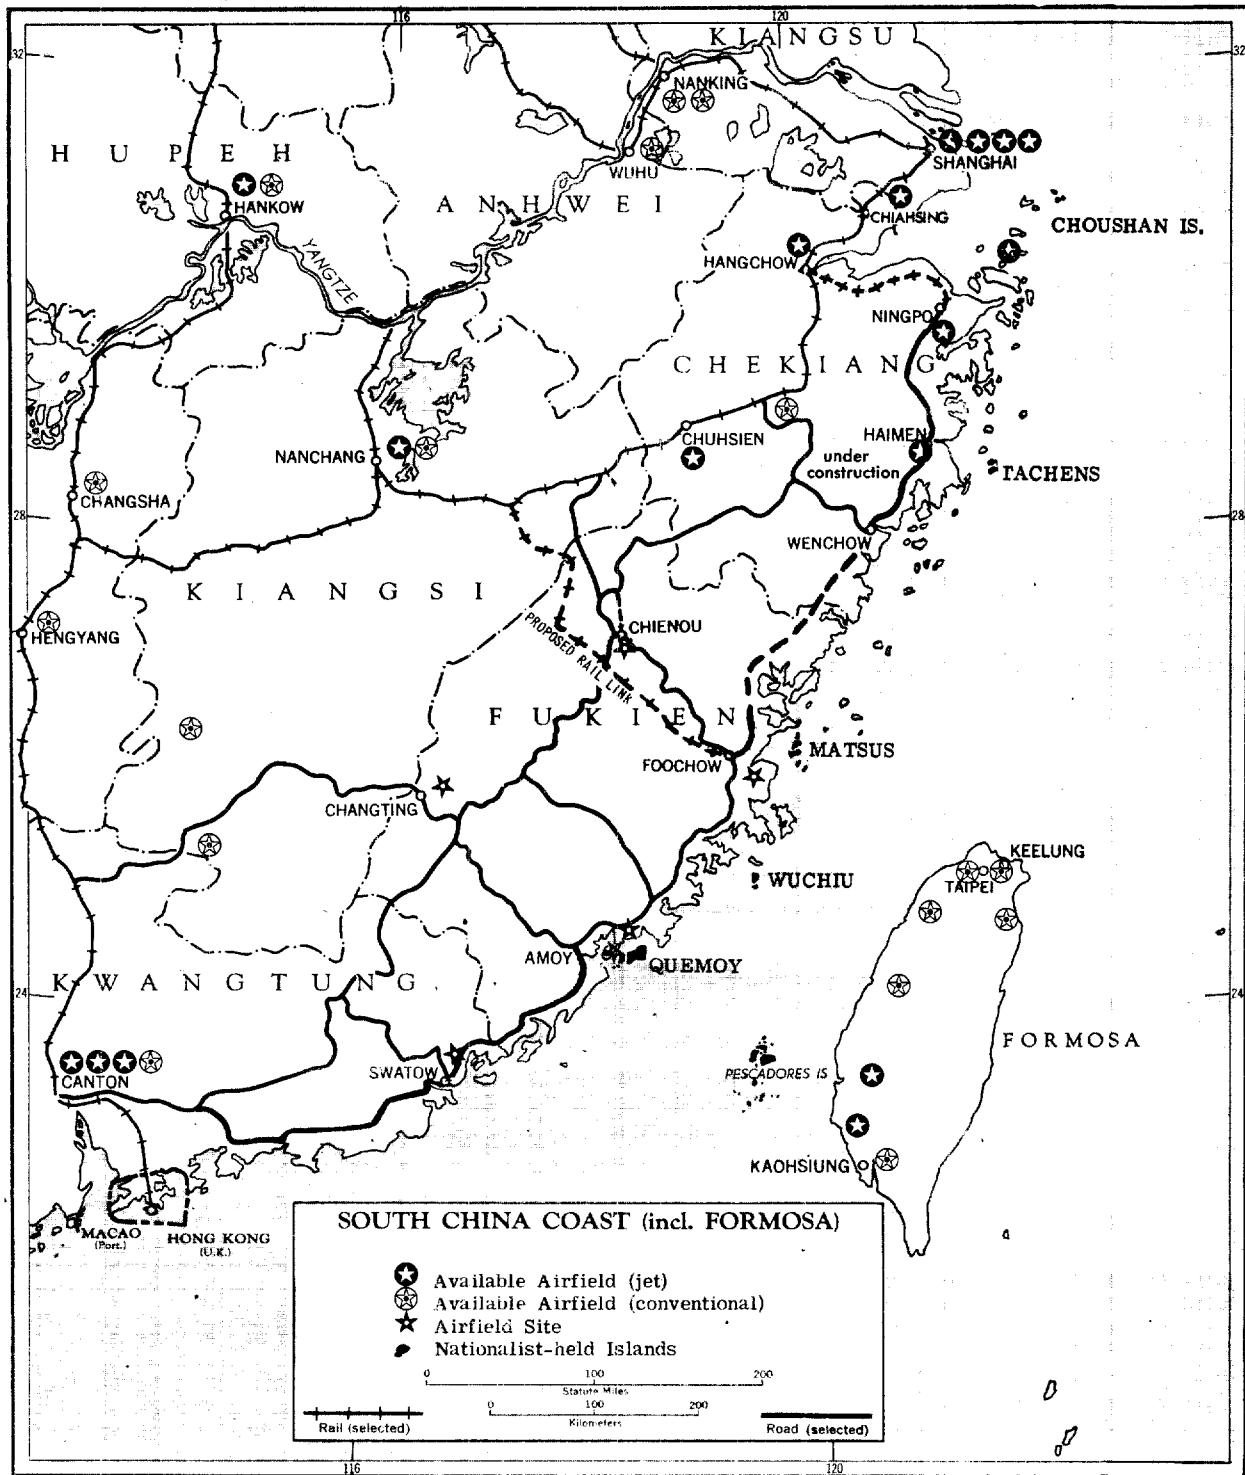 116
120
32
32
KIANGSU
NANKING
HUPEH
WUHU
SHANGHAI
ANHWEI
HANKOW
CHIAHSING
CHOUSHAN IS.
YANGTZE
HANGCHOW
NINGPO
CHEKIANG
CHUHSIEN
HAIMEN
NANCHANG
under
construction
TACHENS
CHANGSHA
28
28
WENCHOW
KIANGSI
HENGYANG
CHIENOU
PROPOSED RAIL LINK
FUKIEN
MATSUS
FOOCHOW
CHANGTING
KEELUNG
WUCHIU
TAIPEI
AMOY
QUEMOY
KWANGTUNG
24
24
FORMOSA
CANTON
SWATOW
PESCADORES IS
KAOHSIUNG
MACAO
(Port.)
HONG KONG
(U.K.)
SOUTH CHINA COAST (incl. FORMOSA)
Available Airfield (jet)
Available Airfield (conventional)
Airfield Site
Nationalist-held Islands
0 100 200
Statute Miles
0 100 200
Kilometers
Rail (selected)
Road (selected)
116
120